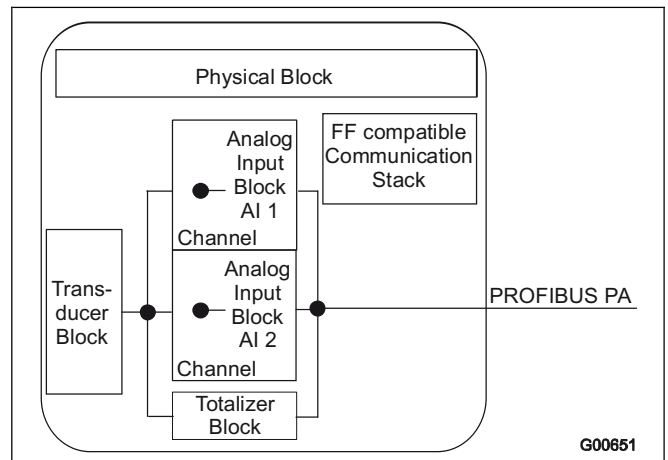 Physical Block
Analog
Input
Block
AI 1
Channel
FF compatible
Communication
Stack
Trans-
ducer
Block
Analog
Input
Block
AI 2
Channel
PROFIBUS PA
Totalizer
Block
G00651